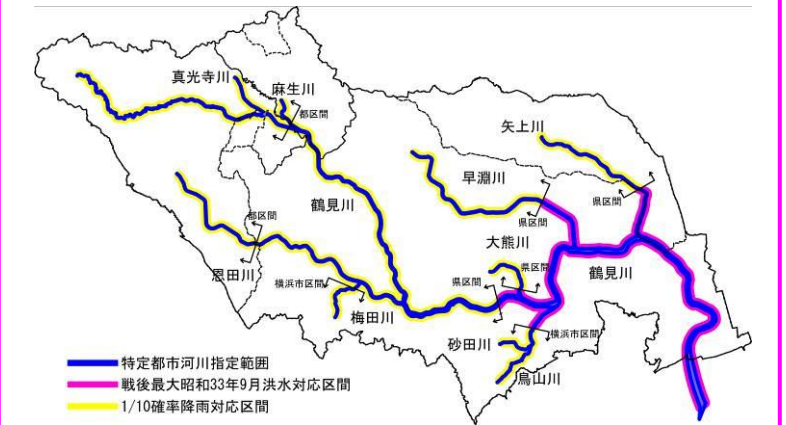 真光寺川
麻生川
都区間
矢上川
早淵川
県区間
県区間
鶴見川
大熊川
都区間
県区間
恩田川
横浜市区間
県区間
鶴見川
梅田川
砂田川
横浜市区間
鳥山川
特定都市河川指定範囲
戦後最大昭和33年9月洪水対応区間
1/10確率降雨対応区間